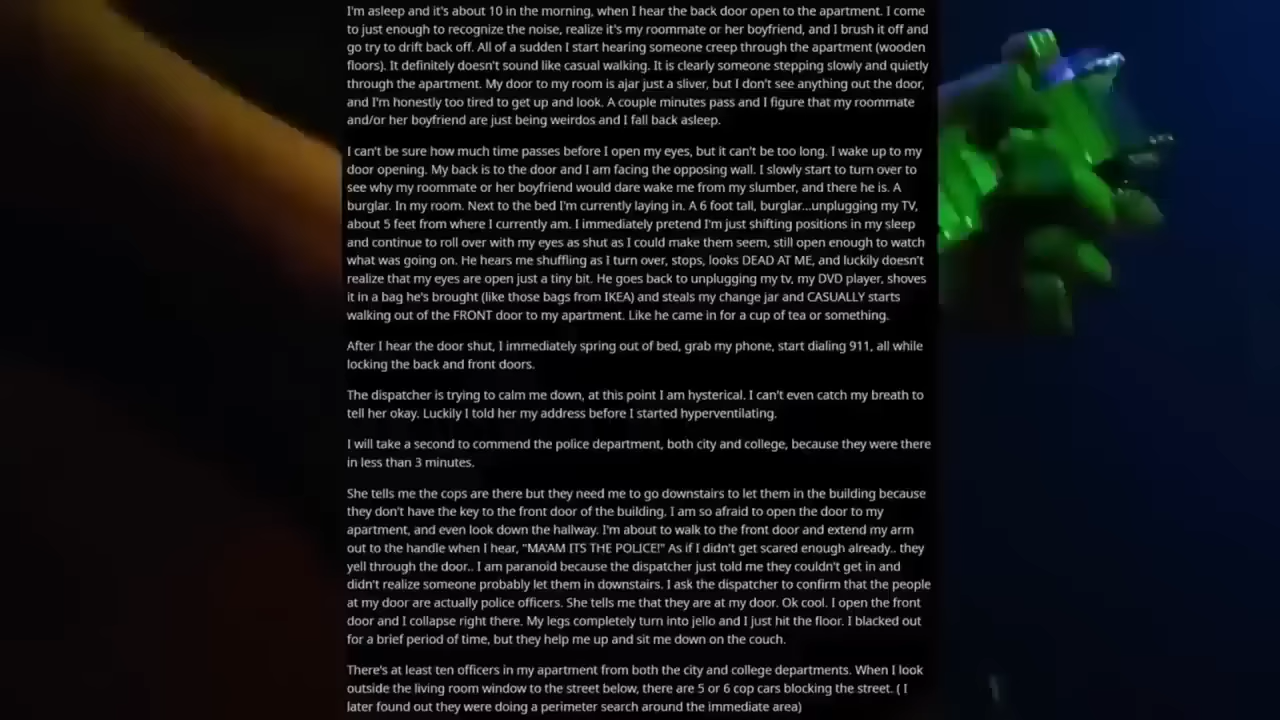 I'm asleep and it's about 10 in the morning, when I hear the back door open to the apartment. I come
to just enough to recognize the noise, realize it's my roommate or her boyfriend, and I brush it off and
go try to drift back off. All of a sudden I start hearing someone creep through the apartment (wooden
floors). It definitely doesn't sound like casual walking. It is clearly someone stepping slowly and quietly
through the apartment. My door to my room is ajar just a sliver, but I don't see anything out the door,
and I'm honestly too tired to get up and look. A couple minutes pass and I figure that my roommate
and/or her boyfriend are just being weirdos and I fall back asleep.
I can't be sure how much time passes before I open my eyes, but it can't be too long. I wake up to my
door opening. My back is to the door and I am facing the opposing wall. I slowly start to turn over to
see why my roommate or her boyfriend would dare wake me from my slumber, and there he is. A
burglar. In my room. Next to the bed I'm currently laying in. A 6 foot tall, burglar...unplugging my TV,
about 5 feet from where I currently am. I immediately pretend I'm just shifting positions in my sleep
and continue to roll over with my eyes as shut as I could make them seem, still open enough to watch
what was going on. He hears me shuffling as I turn over, stops, looks DEAD AT ME, and luckily doesn't
realize that my eyes are open just a tiny bit. He goes back to unplugging my tv, my DVD player, shoves
it in a bag he's brought (like those bags from IKEA) and steals my change jar and CASUALLY starts
walking out of the FRONT door to my apartment. Like he came in for a cup of tea or something.
After I hear the door shut, I immediately spring out of bed, grab my phone, start dialing 911, all while
locking the back and front doors.
The dispatcher is trying to calm me down, at this point I am hysterical. I can't even catch my breath to
tell her okay. Luckily I told her my address before I started hyperventilating.
I will take a second to commend the police department, both city and college, because they were there
in less than 3 minutes.
She tells me the cops are there but they need me to go downstairs to let them in the building because
they don't have the key to the front door of the building. I am so afraid to open the door to my
apartment, and even look down the hallway. I'm about to walk to the front door and extend my arm
out to the handle when I hear, "MA'AM ITS THE POLICE!" As if I didn't get scared enough already.. they
yell through the door.. I am paranoid because the dispatcher just told me they couldn't get in and
didn't realize someone probably let them in downstairs. I ask the dispatcher to confirm that the people
at my door are actually police officers. She tells me that they are at my door. Ok cool. I open the front
door and I collapse right there. My legs completely turn into jello and I just hit the floor. I blacked out
for a brief period of time, but they help me up and sit me down on the couch.
There's at least ten officers in my apartment from both the city and college departments. When I look
outside the living room window to the street below, there are 5 or 6 cop cars blocking the street. ( I
later found out they were doing a perimeter search around the immediate area)